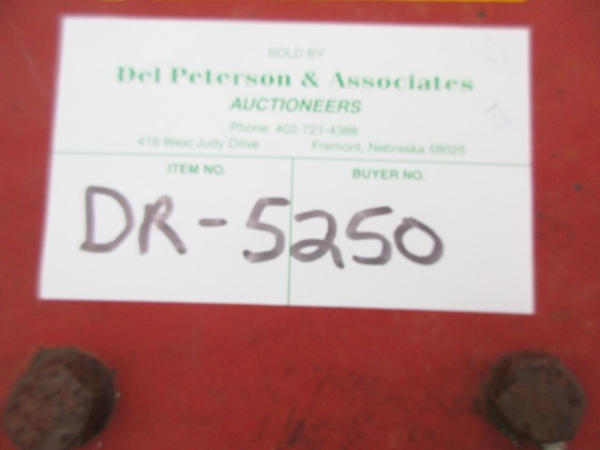 SOLD BY
Del Peterson & Associates
AUCTIONEERS
Phone: 402-721-4388
418 West Judy Drive Fremont, Nebraska 68025
ITEM NO. BUYER NO.
DR-5250